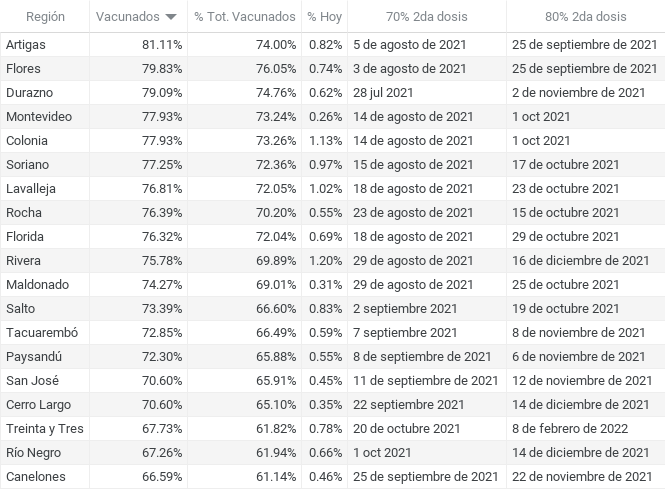 Región Vacunados % Tot. Vacunados % Hoy 70% 2da dosis 80% 2da dosis
Artigas 81.11% 74.00% 0.82% 5 de agosto de 2021 25 de septiembre de 2021
Flores 79.83% 76.05% 0.74% 3 de agosto de 2021 25 de septiembre de 2021
Durazno 79.09% 74.76% 0.62% 28 jul 2021 2 de noviembre de 2021
Montevideo 77.93% 73.24% 0.26% 14 de agosto de 2021 1 oct 2021
Colonia 77.93% 73.26% 1.13% 14 de agosto de 2021 1 oct 2021
Soriano 77.25% 72.36% 0.97% 15 de agosto de 2021 17 de octubre 2021
Lavalleja 76.81% 72.05% 1.02% 18 de agosto de 2021 23 de octubre 2021
Rocha 76.39% 70.20% 0.55% 23 de agosto de 2021 15 de octubre 2021
Florida 76.32% 72.04% 0.69% 18 de agosto de 2021 29 de octubre 2021
Rivera 75.78% 69.89% 1.20% 29 de agosto de 2021 16 de diciembre de 2021
Maldonado 74.27% 69.01% 0.31% 29 de agosto de 2021 25 de octubre 2021
Salto 73.39% 66.60% 0.83% 2 septiembre 2021 19 de octubre 2021
Tacuarembó 72.85% 66.49% 0.59% 7 septiembre 2021 8 de noviembre de 2021
Paysandú 72.30% 65.88% 0.55% 8 de septiembre de 2021 6 de noviembre de 2021
San José 70.60% 65.91% 0.45% 11 de septiembre de 2021 12 de noviembre de 2021
Cerro Largo 70.60% 65.10% 0.35% 22 septiembre 2021 14 de diciembre de 2021
Treinta y Tres 67.73% 61.82% 0.78% 20 de octubre 2021 8 de febrero de 2022
Río Negro 67.26% 61.94% 0.66% 1 oct 2021 14 de diciembre de 2021
Canelones 66.59% 61.14% 0.46% 25 de septiembre de 2021 22 de noviembre de 2021